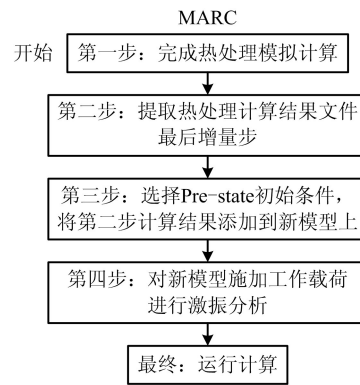 MARC
开始
第一步：完成热处理模拟计算
第二步：提取热处理计算结果文件
最后增量步
第三步：选择Pre-state初始条件，
将第二步计算结果添加到新模型上
第四步：对新模型施加工作载荷
进行激振分析
最终：运行计算